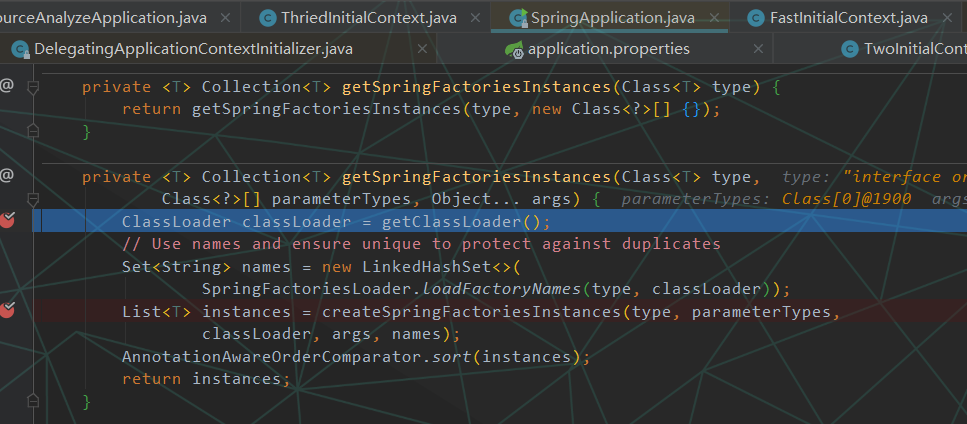 ourceAnalyzeApplication.java × ThriedInitialContext.java × SpringApplication.java × FastInitialContext.java ×
DelegatingApplicationContextInitializer.java × application.properties × TwoInitialCont
private <T> Collection<T> getSpringFactoriesInstances(Class<T> type) {
return getSpringFactoriesInstances(type, new Class<?>[] {});
}
private <T> Collection<T> getSpringFactoriesInstances(Class<T> type, type: "interface or
Class<?>[] parameterTypes, Object... args) { parameterTypes: Class[0]@1900 args
ClassLoader classLoader = getClassLoader();
// Use names and ensure unique to protect against duplicates
Set<String> names = new LinkedHashSet<>(
SpringFactoriesLoader.loadFactoryNames(type, classLoader));
List<T> instances = createSpringFactoriesInstances(type, parameterTypes,
classLoader, args, names);
AnnotationAwareOrderComparator.sort(instances);
return instances;
}